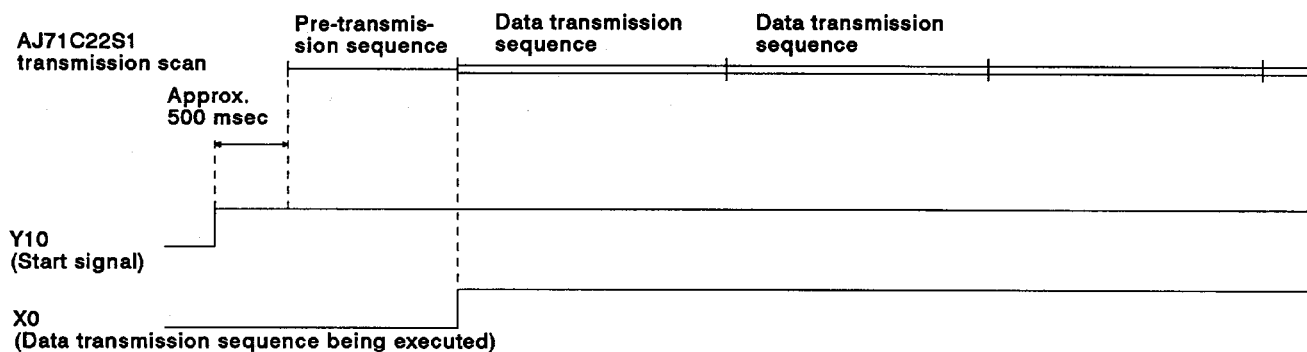 Pre-transmis-
sion sequence
Data transmission
sequence
Data transmission
sequence
AJ71C22S1
transmission scan
Approx.
500 msec
Y10
(Start signal)
X0
(Data transmission sequence being executed)